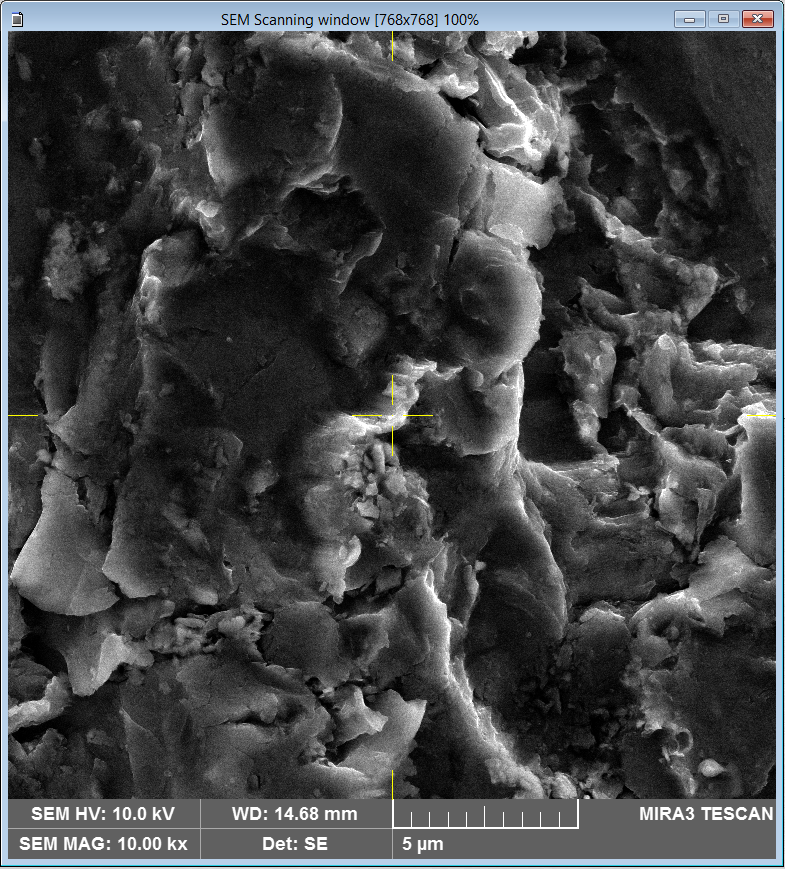 SEM Scanning window [768x768] 100%
SEM HV: 10.0 kV WD: 14.68 mm MIRA3 TESCAN
SEM MAG: 10.00 kx Det: SE 5 µm